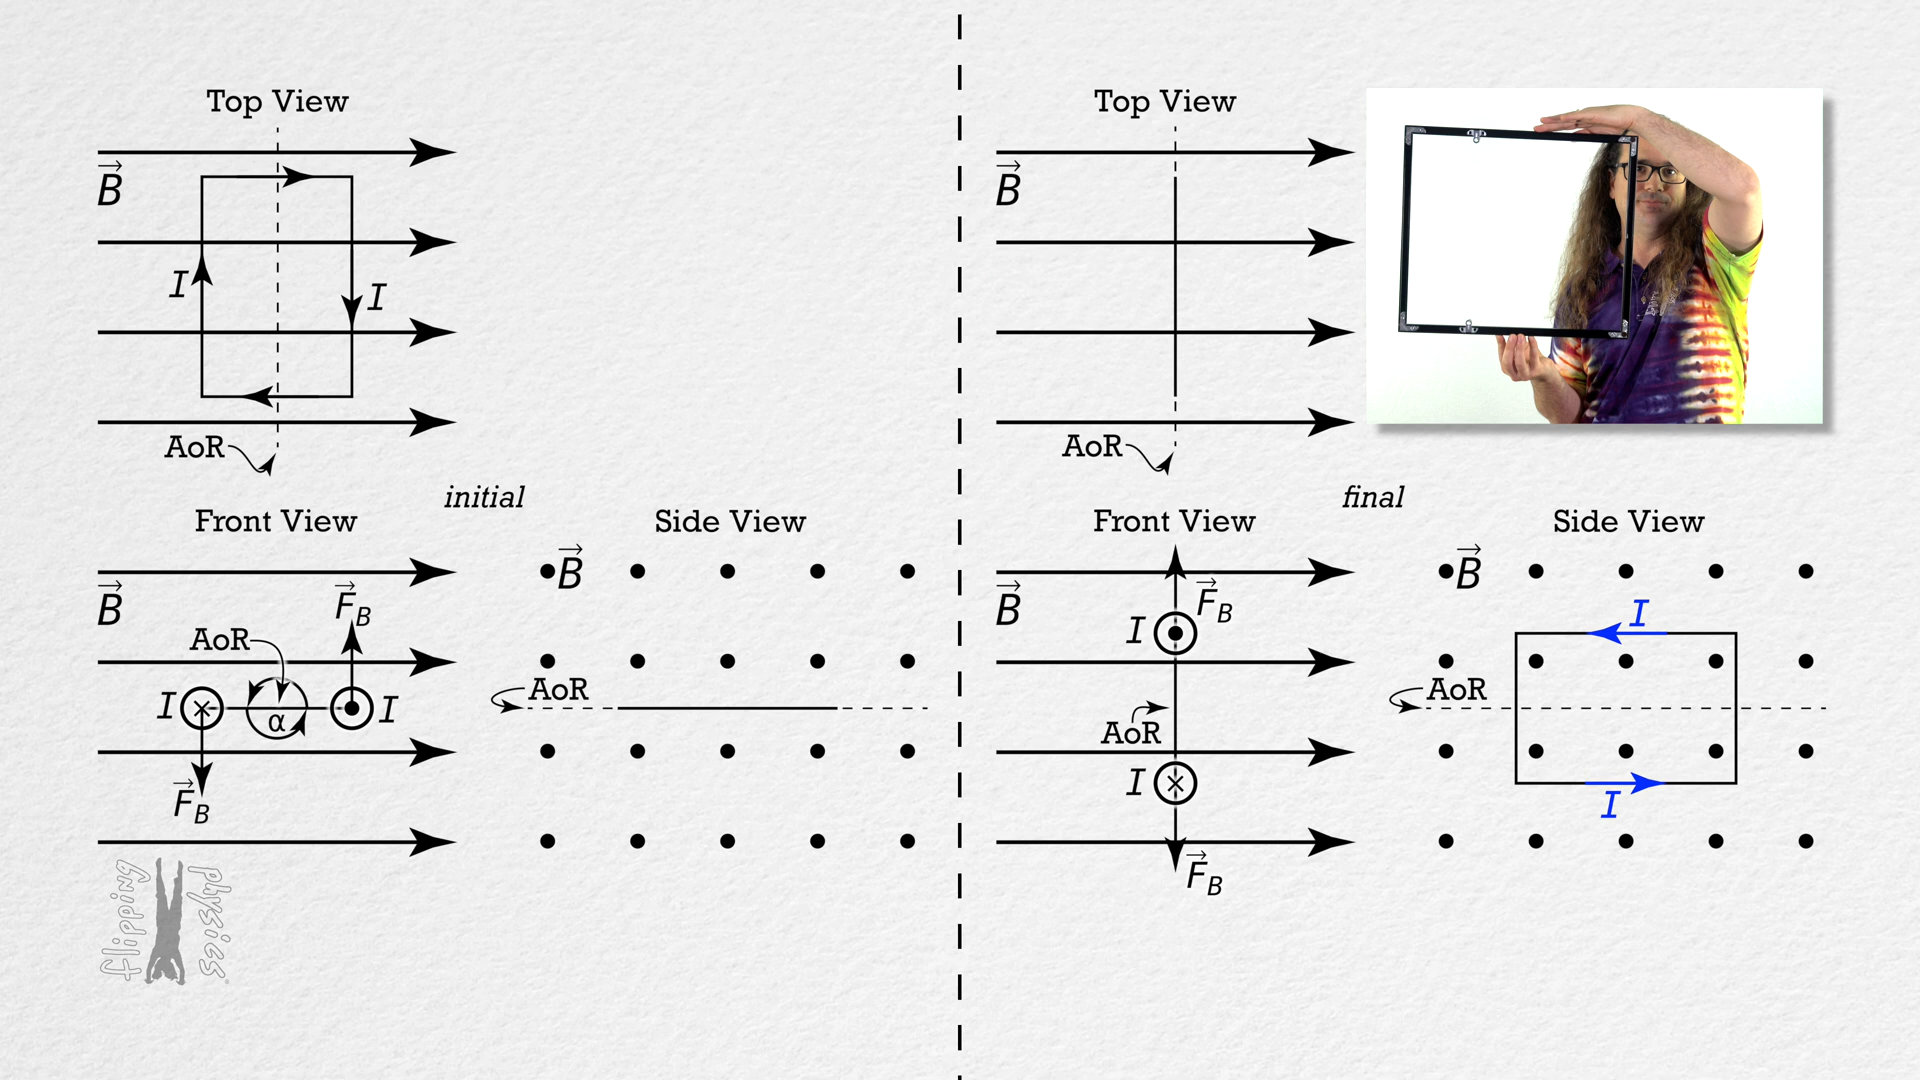 Top View
B
I
I
AoR
initial
Front View
B
F_B
AoR
I
α
I
F_B
Side View
B
AoR
flipping physics
Top View
B
AoR
final
Front View
B
F_B
I
AoR
I
F_B
Side View
B
I
AoR
I